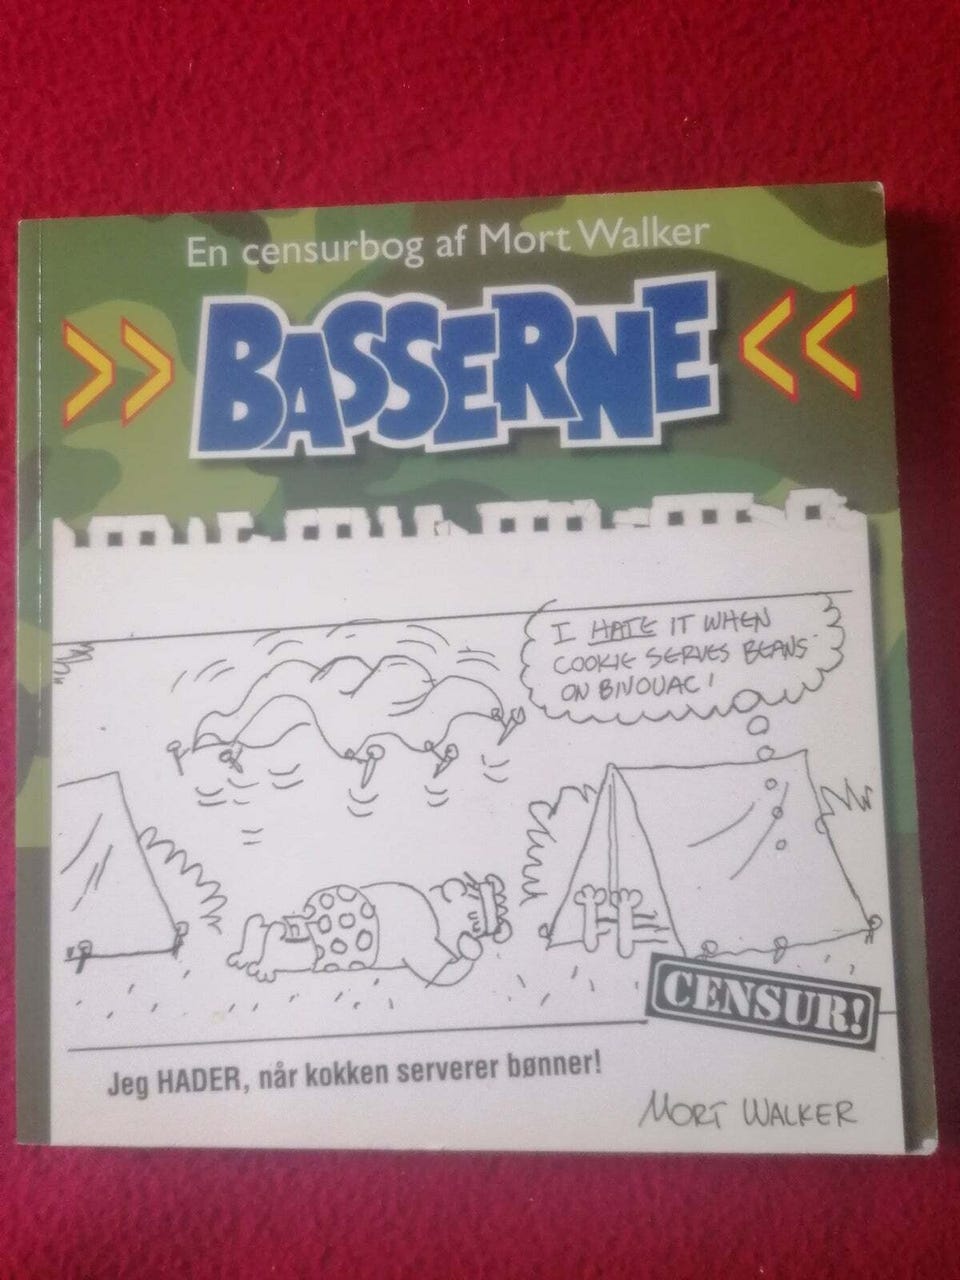 En censurbog af Mort Walker
BASSERNE
I HATE IT WHEN
COOKIE SERVES BEANS
ON BIVOUAC!
CENSUR!
Jeg HADER, når kokken serverer bønner!
MORT WALKER